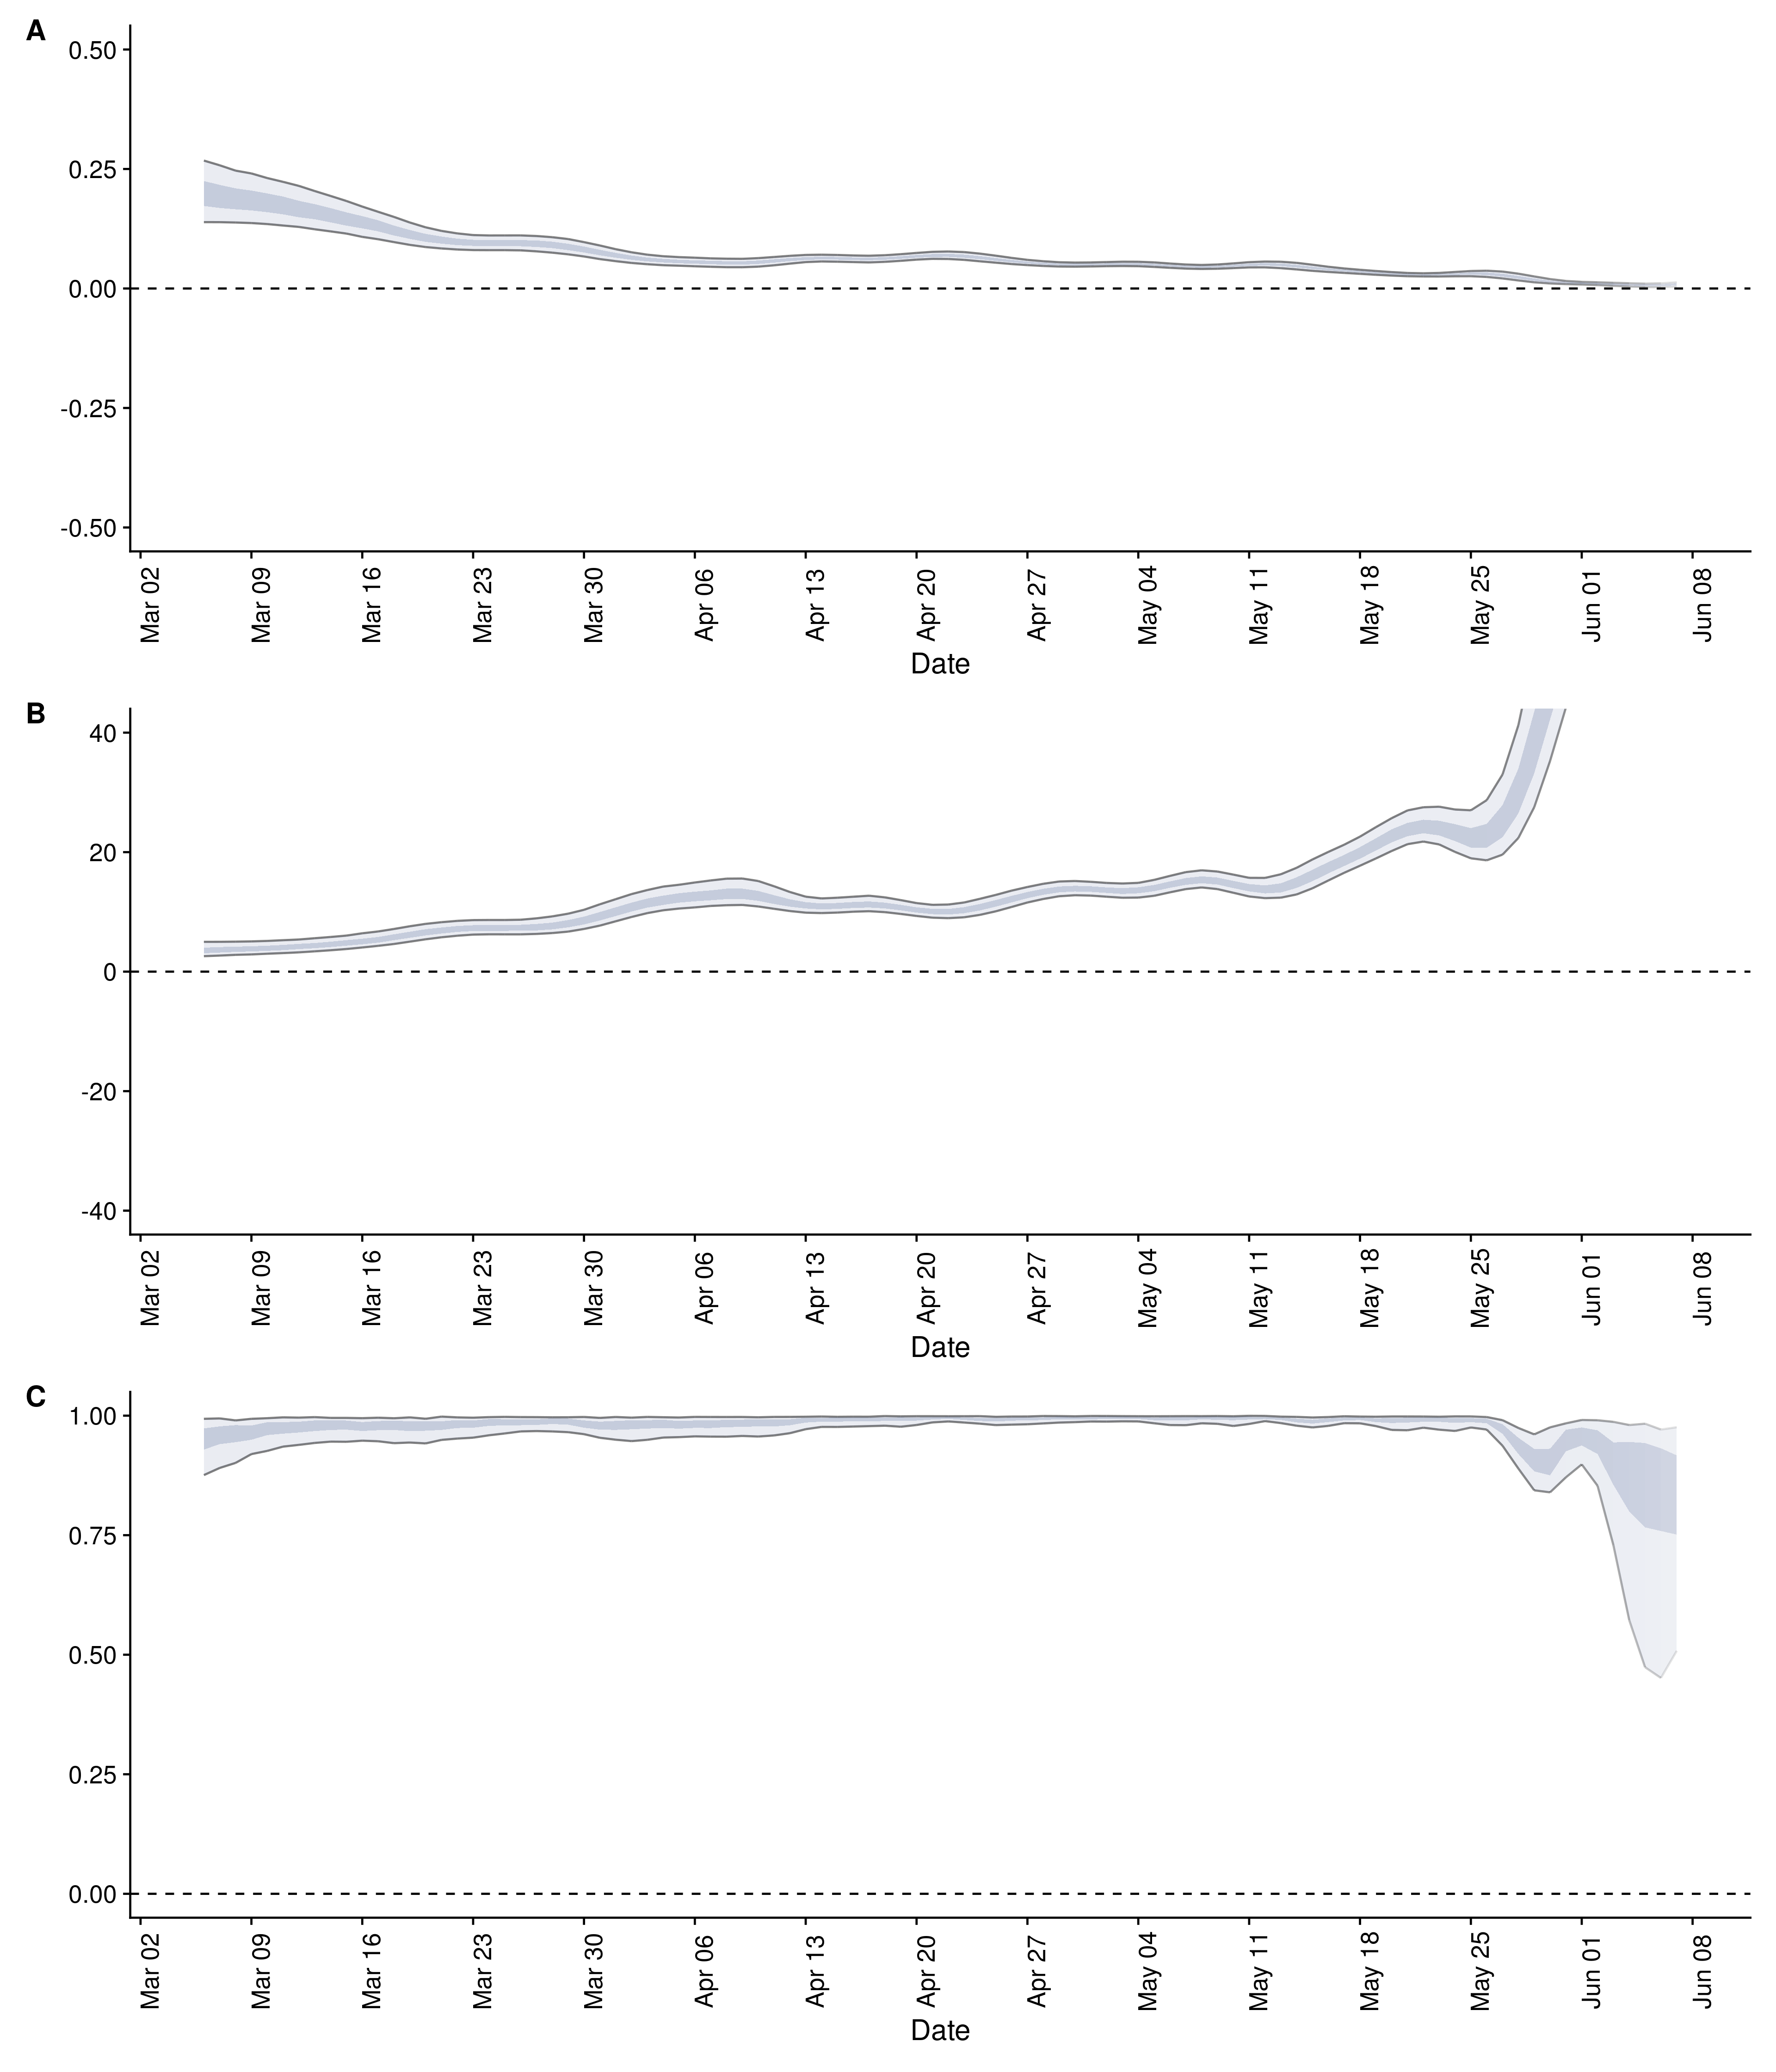 A
0.50
0.25
0.00
-0.25
-0.50
Mar 02
Mar 09
Mar 16
Mar 23
Mar 30
Apr 06
Apr 13
Apr 20
Apr 27
May 04
May 11
May 18
May 25
Jun 01
Jun 08
Date
B
40
20
0
-20
-40
Mar 02
Mar 09
Mar 16
Mar 23
Mar 30
Apr 06
Apr 13
Apr 20
Apr 27
May 04
May 11
May 18
May 25
Jun 01
Jun 08
Date
C
1.00
0.75
0.50
0.25
0.00
Mar 02
Mar 09
Mar 16
Mar 23
Mar 30
Apr 06
Apr 13
Apr 20
Apr 27
May 04
May 11
May 18
May 25
Jun 01
Jun 08
Date